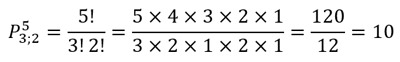 P^5_{3;2} = 5!/(3! 2!) = (5 × 4 × 3 × 2 × 1)/(3 × 2 × 1 × 2 × 1) = 120/12 = 10